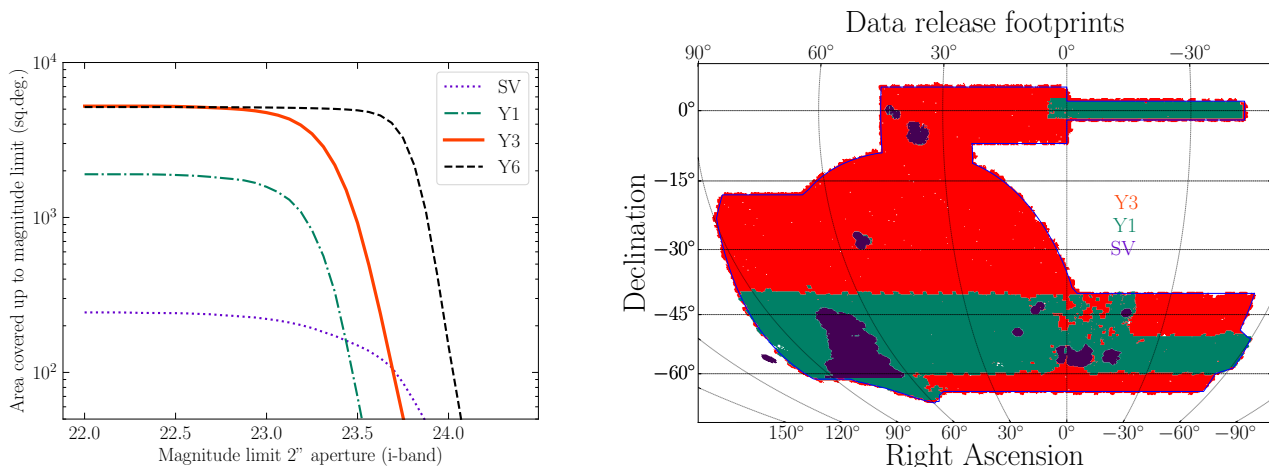 Area covered up to magnitude limit (sq.deg.)
10⁴
10³
10²
SV
Y1
Y3
Y6
22.0 22.5 23.0 23.5 24.0
Magnitude limit 2" aperture (i-band)
Data release footprints
90° 60° 30° 0° −30°
Declination
0°
−15°
−30°
−45°
−60°
Y3
Y1
SV
150° 120° 90° 60° 30° 0° −30° −60° −90°
Right Ascension